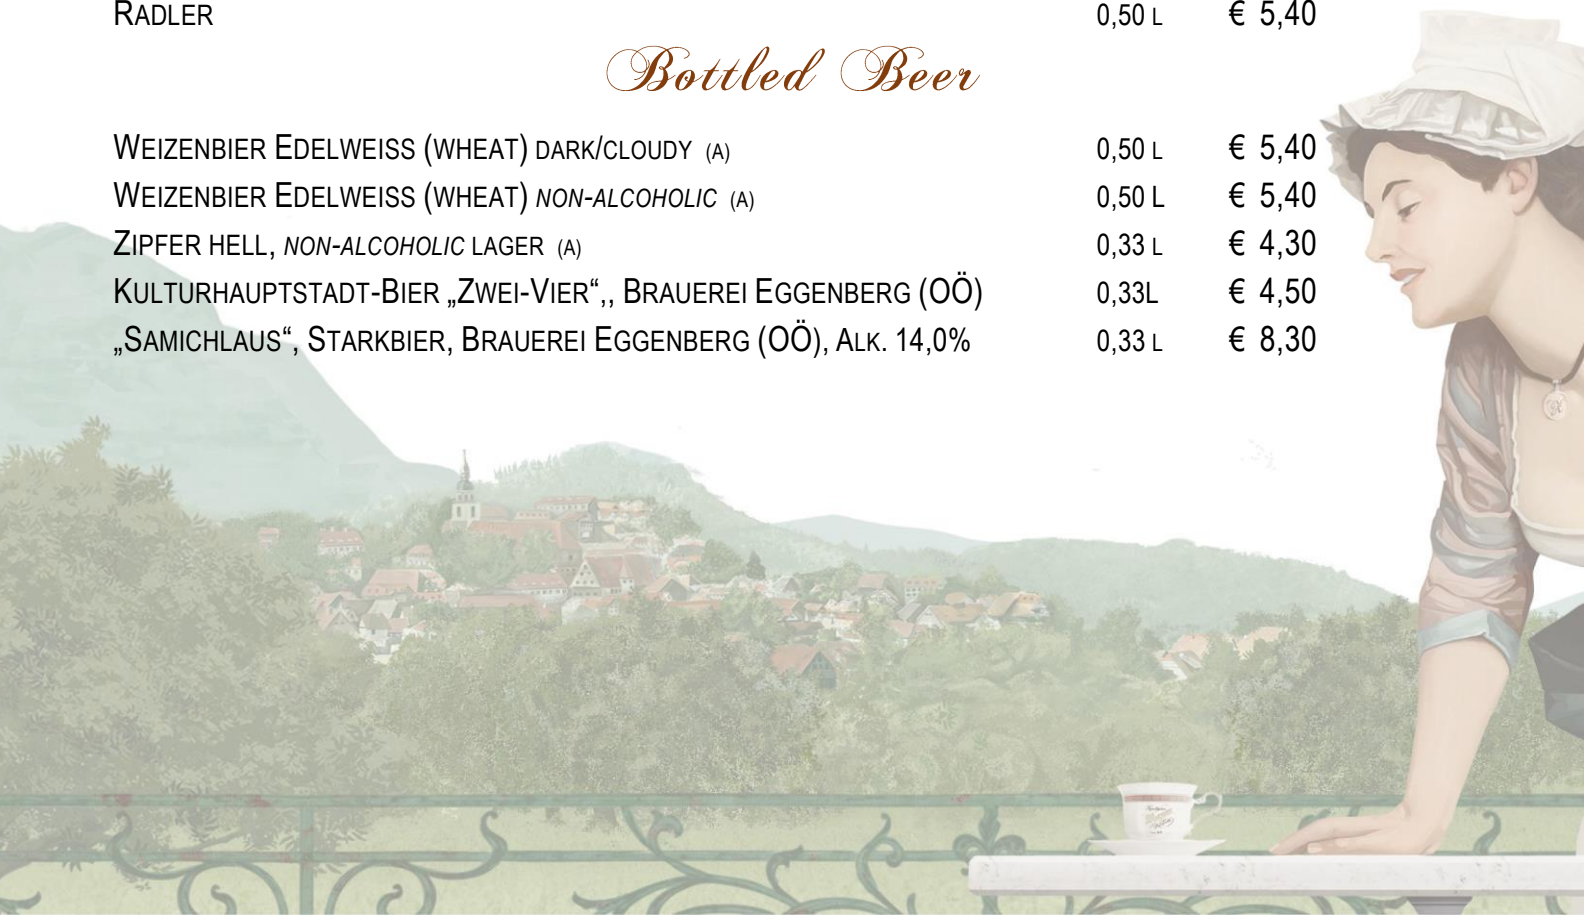 RADLER 0,50 L € 5,40
Bottled Beer
WEIZENBIER EDELWEISS (WHEAT) DARK/CLOUDY (A) 0,50 L € 5,40
WEIZENBIER EDELWEISS (WHEAT) NON-ALCOHOLIC (A) 0,50 L € 5,40
ZIPFER HELL, NON-ALCOHOLIC LAGER (A) 0,33 L € 4,30
KULTURHAUPTSTADT-BIER „ZWEI-VIER“,, BRAUEREI EGGENBERG (OÖ) 0,33L € 4,50
„SAMICHLAUS“, STARKBIER, BRAUEREI EGGENBERG (OÖ), ALK. 14,0% 0,33 L € 8,30